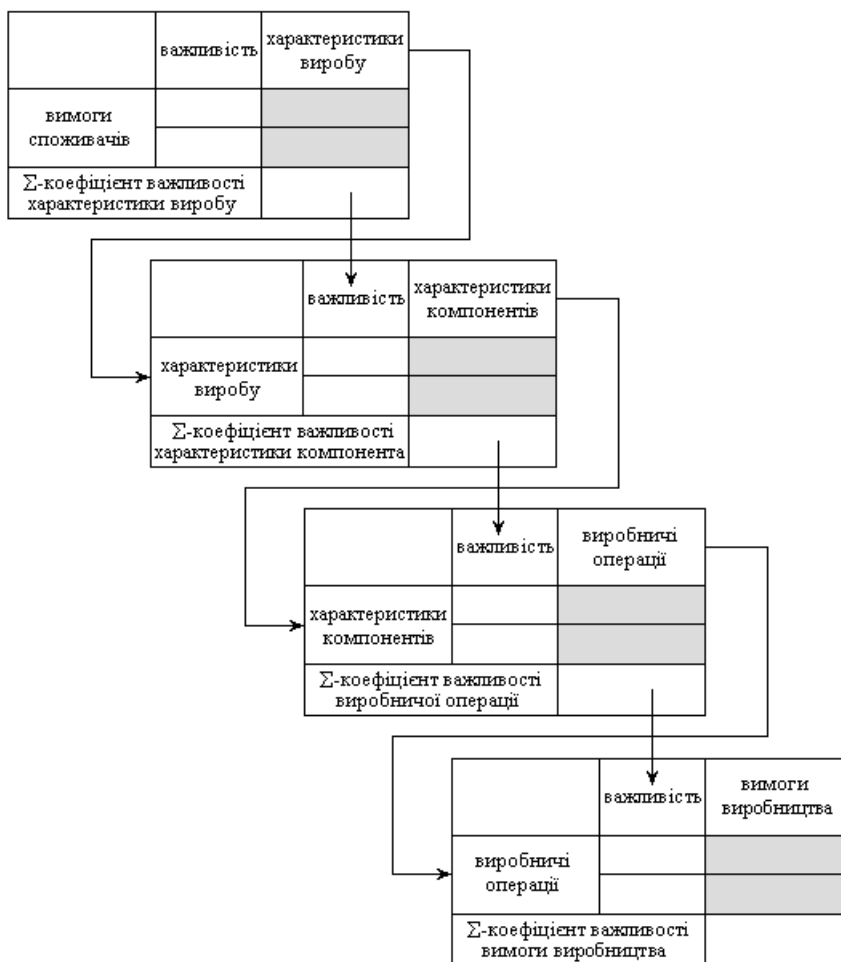 важливість
характеристики
виробу
вимоги
споживачів
Σ-коефіцієнт важливості
характеристики виробу
важливість
характеристики
компонентів
характеристики
виробу
Σ-коефіцієнт важливості
характеристики компонента
важливість
виробничі
операції
характеристики
компонентів
Σ-коефіцієнт важливості
виробничої операції
важливість
вимоги
виробництва
виробничі
операції
Σ-коефіцієнт важливості
вимоги виробництва